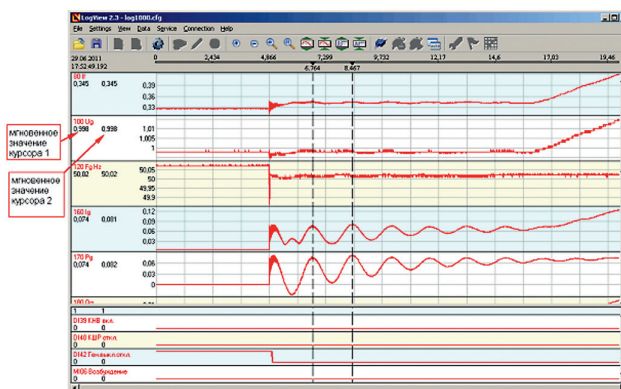 LogView 2.3 - log1000.cfg
File Settings View Data Service Connection Help
29.06.2011
17:52:49.192
0 2,434 4,866 7,299 9,732 12,16 14,6 17,03 19,46
6,764 8,467
80 If
0,345 0,345
0,39
0,36
0,33
100 Ug
0,998 0,998
1,01
1,005
1
120 Fg Hz
50,02 50,02
50,05
50
49,95
49,9
160 Ig
0,074 0,081
0,12
0,09
0,06
0,03
170 Pg
0,074 0,082
0,06
0,03
0
1 1
DI39 КНВ вкл.
0 0
DI40 КШР откл.
0 0
DI42 Ген.выкл.откл.
0 0
MI06 Возбуждение
0 0
мгновенное
значение
курсора 1
мгновенное
значение
курсора 2